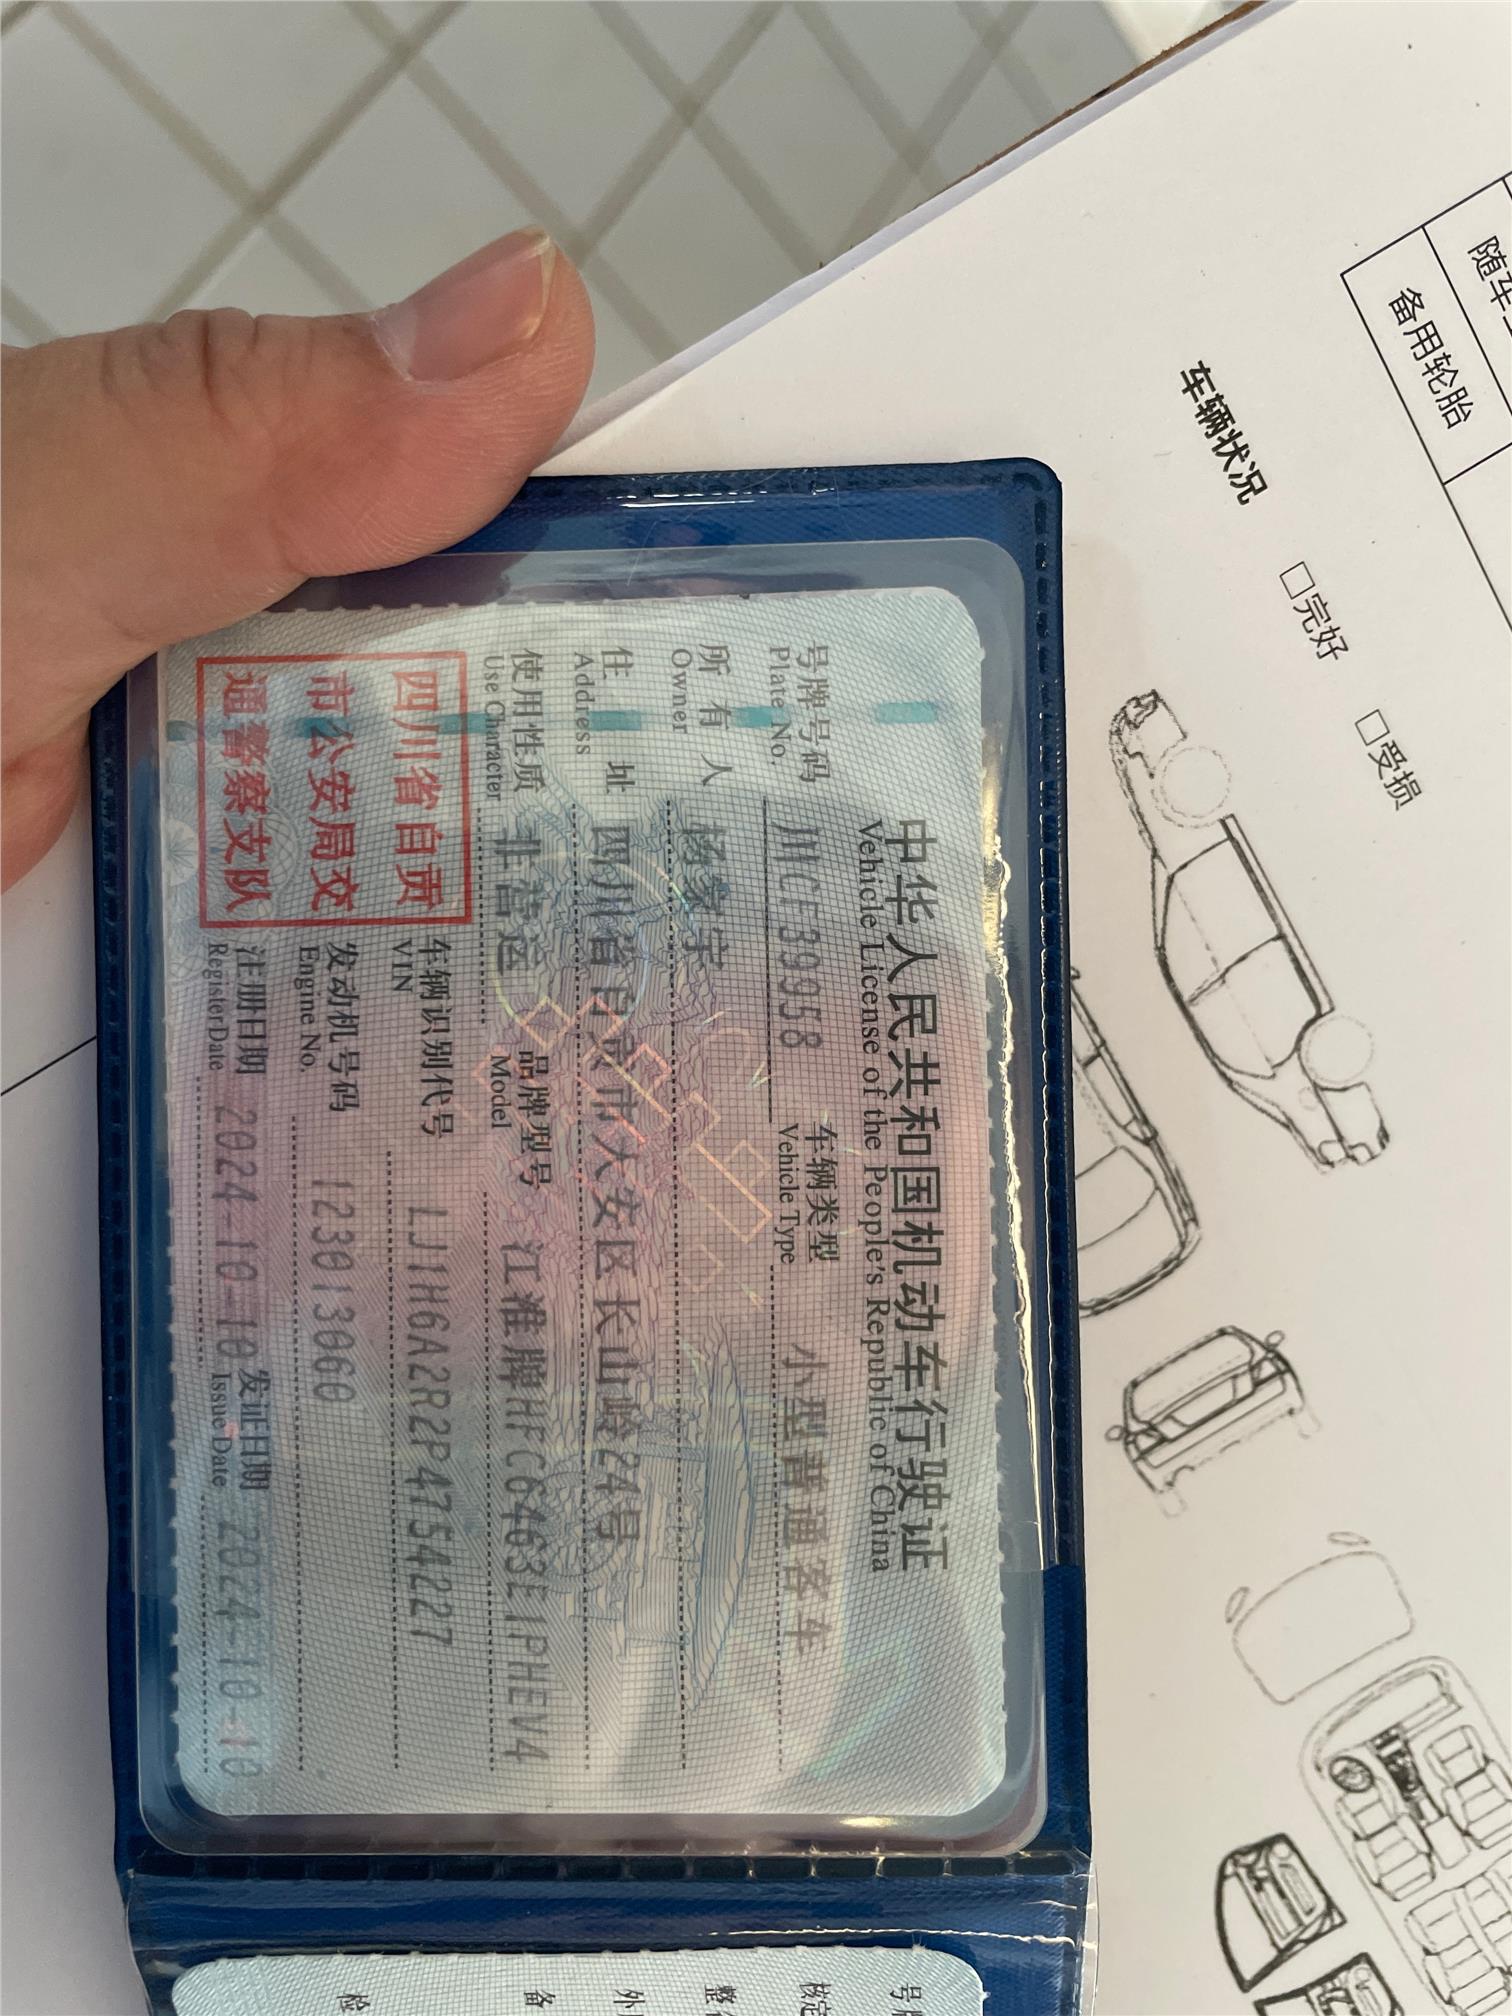 中华人民共和国机动车行驶证
Vehicle License of the People's Republic of China
号牌号码 川CF39958 车辆类型 小型普通客车
Plate No. Vehicle Type
所有人 杨家宇
Owner
住址 四川省自贡市大安区长山岭24号
Address
使用性质 非营运 品牌型号 江淮牌HFC6463E1PHEV4
Use Character Model
四川省自贡
市公安局交
通警察支队
车辆识别代号 LJ1H6A2R2P4754227
VIN
发动机号码 123013060
Engine No.
注册日期 2024-10-10 发证日期 2024-10-10
Register Date Issue Date
备用轮胎
车辆状况
□完好
□受损